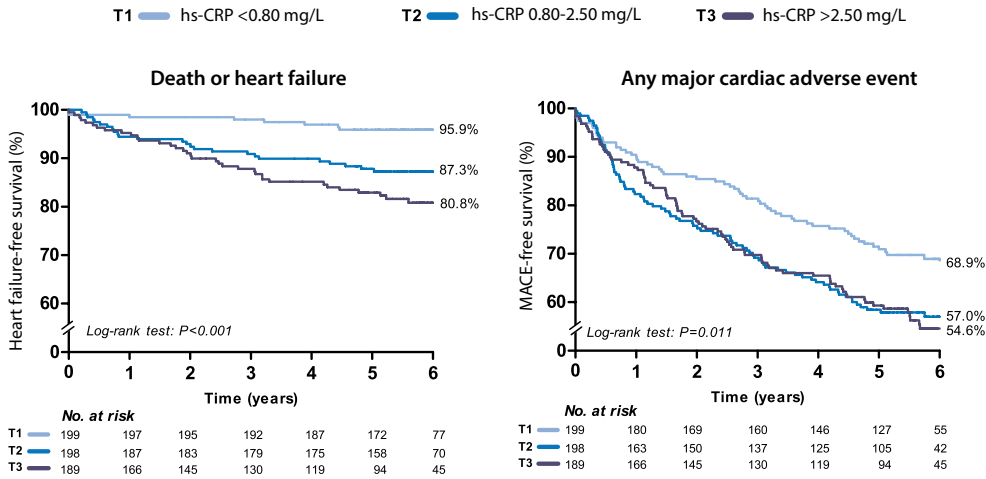 T1 hs-CRP <0.80 mg/L T2 hs-CRP 0.80-2.50 mg/L T3 hs-CRP >2.50 mg/L
Death or heart failure
Heart failure-free survival (%)
100
90
80
70
60
0
95.9%
87.3%
80.8%
Log-rank test: P<0.001
0 1 2 3 4 5 6
Time (years)
No. at risk
T1 199 197 195 192 187 172 77
T2 198 187 183 179 175 158 70
T3 189 166 145 130 119 94 45
Any major cardiac adverse event
MACE-free survival (%)
100
90
80
70
60
0
68.9%
57.0%
54.6%
Log-rank test: P=0.011
0 1 2 3 4 5 6
Time (years)
No. at risk
T1 199 180 169 160 146 127 55
T2 198 163 150 137 125 105 42
T3 189 166 145 130 119 94 45